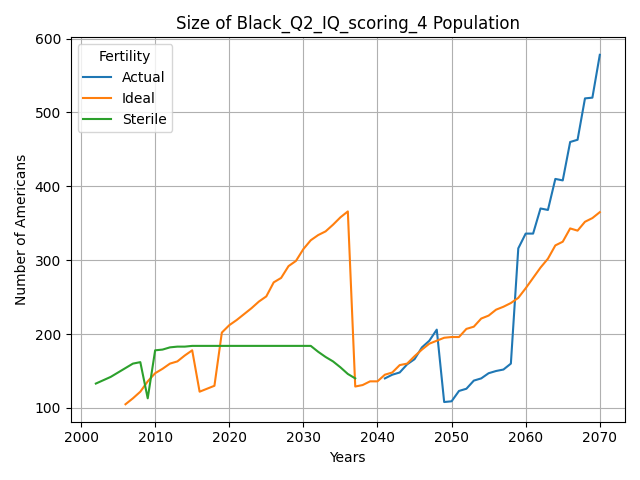 Size of Black_Q2_IQ_scoring_4 Population
Fertility
Actual
Ideal
Sterile
Number of Americans
600
500
400
300
200
100
2000 2010 2020 2030 2040 2050 2060 2070
Years